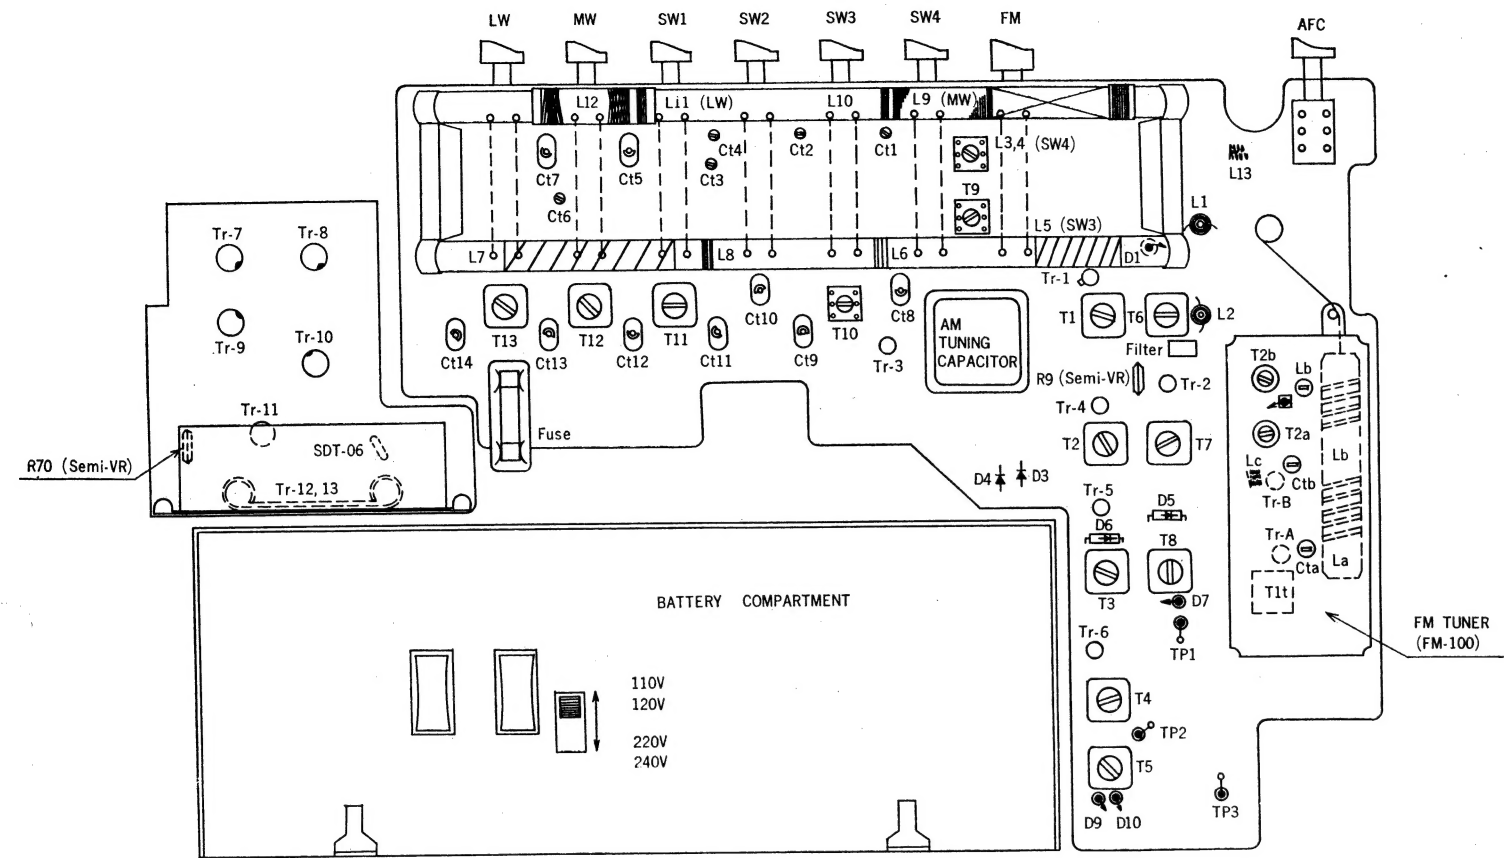 LW MW SW1 SW2 SW3 SW4 FM AFC
L12 Li1 (LW) L10 L9 (MW)
Ct7 Ct5 Ct4 Ct2 Ct1 L3,4 (SW4)
Ct3
L13
Ct6 T9
L1
Tr-7 Tr-8
L5 (SW3)
L7 L8 L6 D1
Tr-1
Ct10 Ct8
T13 T12 T11 T10 T1 T6 L2
Tr-9 Tr-10
Ct14 Ct13 Ct12 Ct11 Ct9 Tr-3
AM
TUNING
CAPACITOR
Filter
T2b Lb
R9 (Semi-VR) Tr-2
Tr-4
Tr-11
Fuse
T2 T7 T2a
SDT-06
R70 (Semi-VR)
Lb
Lc
Ctb
D4 D3
Tr-12, 13
Tr-5 D5
Tr-B
D6
Tr-A
T8
Cta La
T1t
T3 D7
BATTERY COMPARTMENT
FM TUNER
(FM-100)
Tr-6
TP1
110V
120V
T4
TP2
220V
240V
T5
TP3
D9 D10